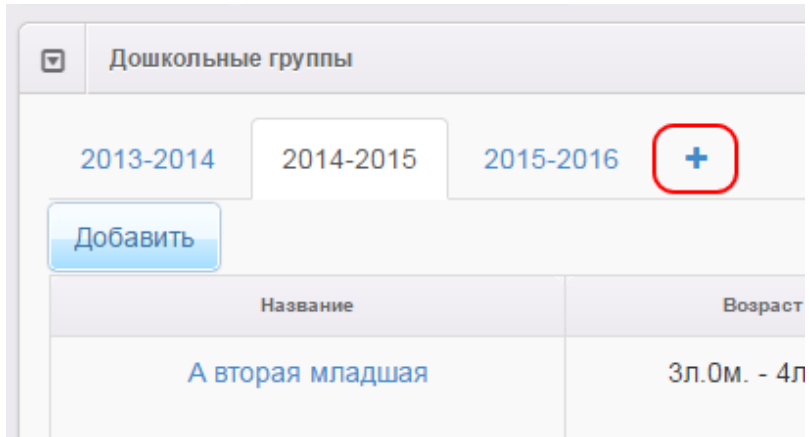 Дошкольные группы
2013-2014 2014-2015 2015-2016 +
Добавить
Название Возраст
А вторая младшая 3л.0м. - 4л